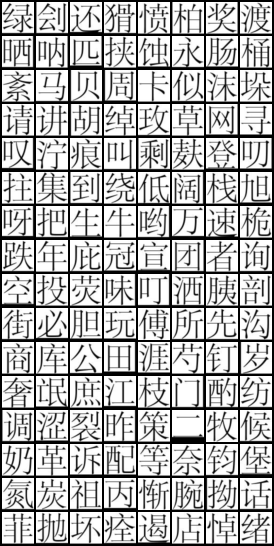 绿刽还猾愤柏奖渡
晒呐匹挟蚀永肠桶
紊马贝周卡似沫垛
请讲胡绰玫草网寻
叹泞痕叫剩麸登叨
拄集到绕低阔栈旭
呀把生牛哟万速桅
跌年庇冠宣团者询
空投荧味叮洒胰剖
街必胆玩傅所先沟
商库公田涯芍钉岁
奢氓庶江枝门酌纺
调涩裂昨策二牧候
奶革诉配等奈钧堡
氮炭祖丙惭腕拗话
菲抛坏痊遏店悼绪